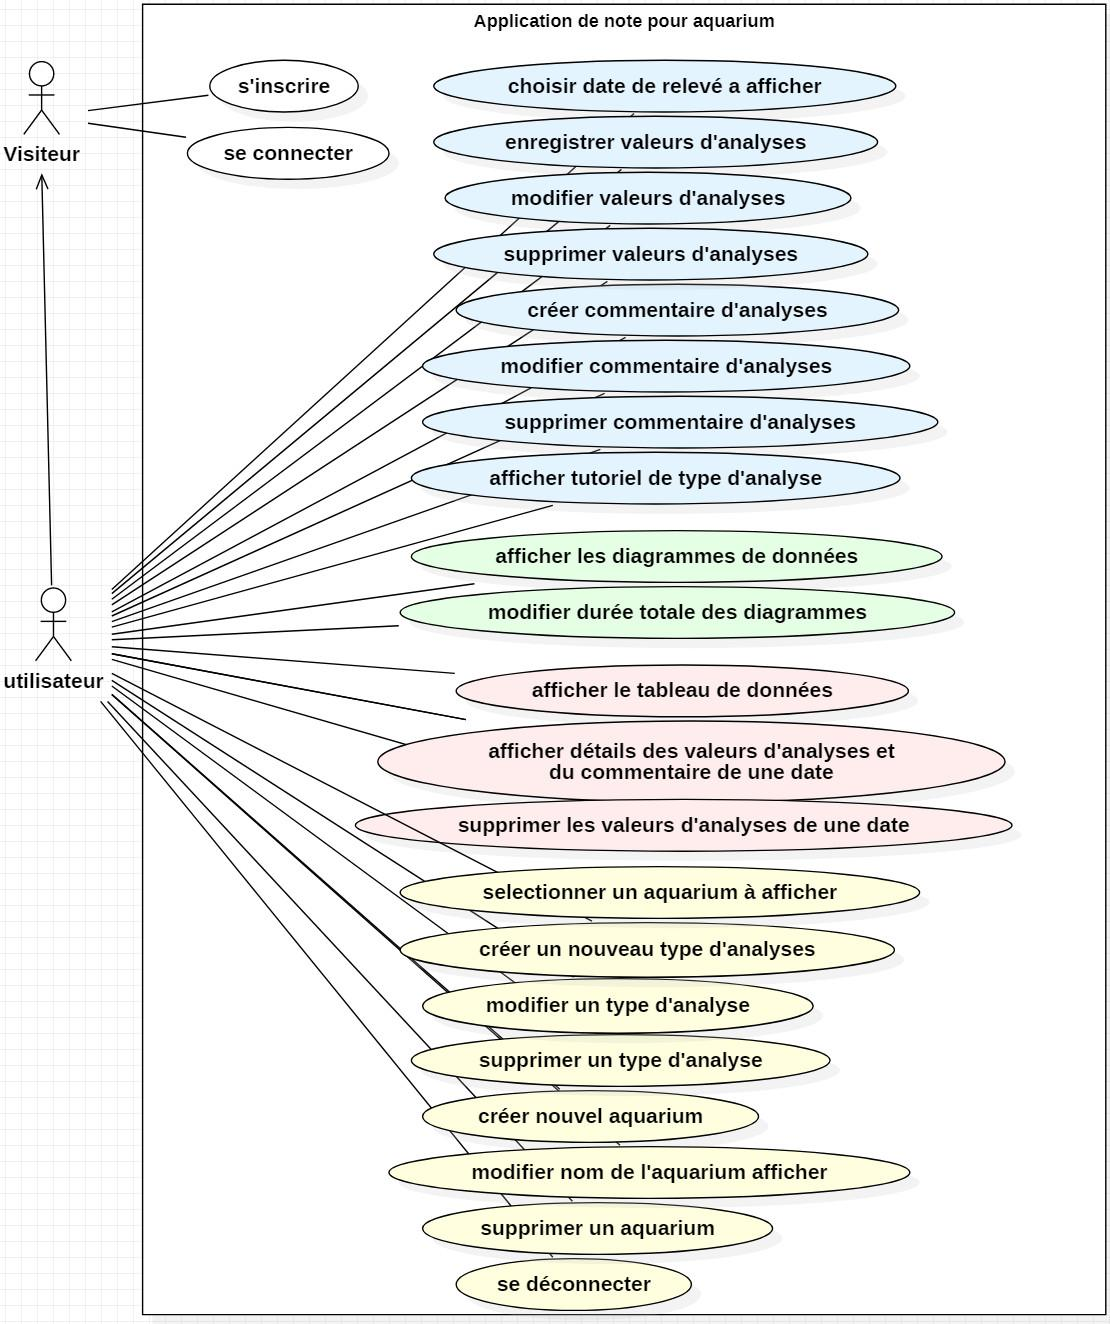 Application de note pour aquarium
Visiteur
s'inscrire
se connecter
choisir date de relevé a afficher
enregistrer valeurs d'analyses
modifier valeurs d'analyses
supprimer valeurs d'analyses
créer commentaire d'analyses
modifier commentaire d'analyses
supprimer commentaire d'analyses
afficher tutoriel de type d'analyse
afficher les diagrammes de données
modifier durée totale des diagrammes
utilisateur
afficher le tableau de données
afficher détails des valeurs d'analyses et
du commentaire de une date
supprimer les valeurs d'analyses de une date
selectionner un aquarium à afficher
créer un nouveau type d'analyses
modifier un type d'analyse
supprimer un type d'analyse
créer nouvel aquarium
modifier nom de l'aquarium afficher
supprimer un aquarium
se déconnecter